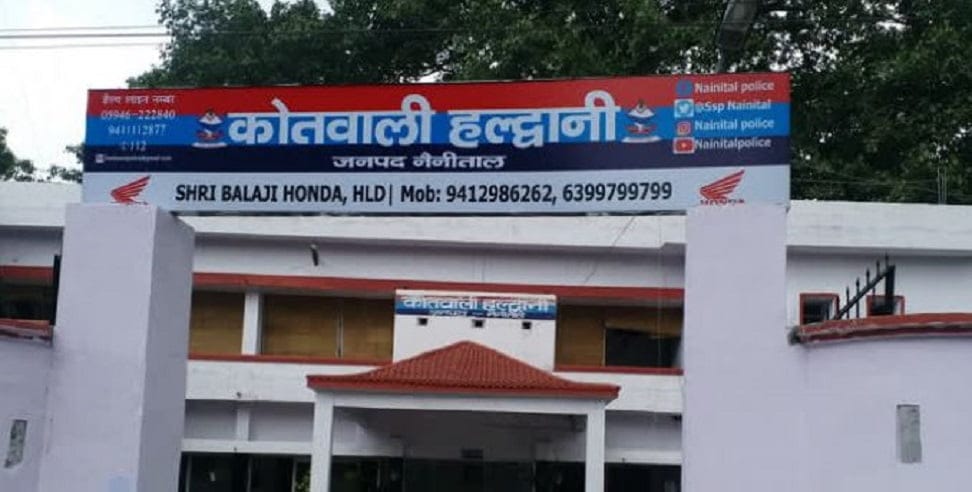 हैल्प लाइन नम्बर
05946-222840
9411112877
112
कोतवाली हल्द्वानी
जनपद नैनीताल
Nainital police
@Ssp Nainital
Nainital police
Nainitalpolice
SHRI BALAJI HONDA, HLD| Mob: 9412986262, 6399799799
HONDA
कोतवाली हल्द्वानी
जनपद - नैनीताल